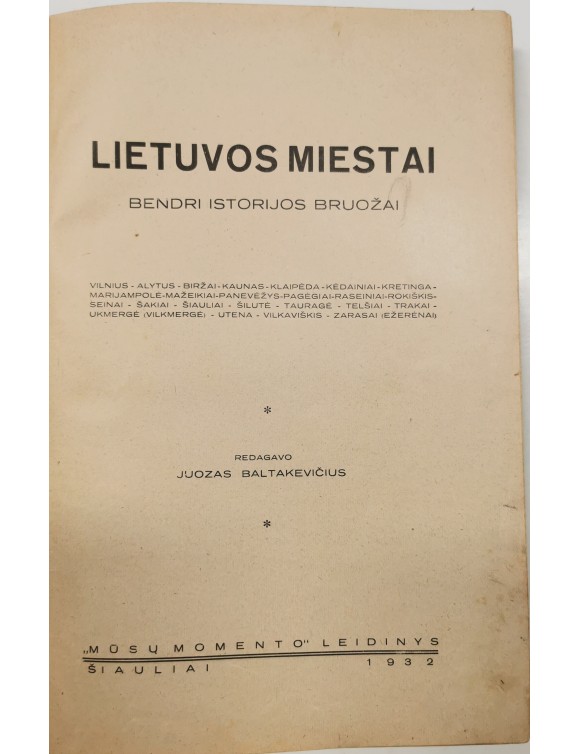 LIETUVOS MIESTAI
BENDRI ISTORIJOS BRUOŽAI
VILNIUS - ALYTUS - BIRŽAI - KAUNAS - KLAIPĖDA - KĖDAINIAI - KRETINGA-
MARIJAMPOLĖ-MAŽEIKIAI-PANEVĖŽYS-PAGĖGIAI-RASEINIAI-ROKIŠKIS-
SEINAI - ŠAKIAI - ŠIAULIAI - ŠILUTĖ - TAURAGĖ - TELŠIAI - TRAKAI -
UKMERGĖ (VILKMERGĖ) - UTENA - VILKAVIŠKIS - ZARASAI (EŽERĖNAI)
*
REDAGAVO
JUOZAS BALTAKEVIČIUS
*
„MŪSŲ MOMENTO" LEIDINYS
ŠIAULIAI 1932